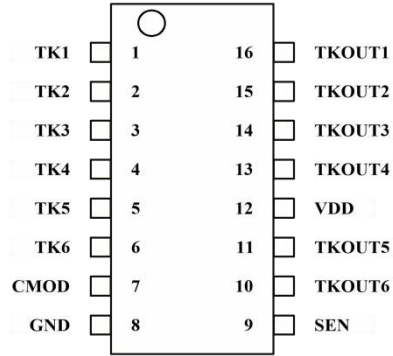 TK1 1 16 TKOUT1
TK2 2 15 TKOUT2
TK3 3 14 TKOUT3
TK4 4 13 TKOUT4
TK5 5 12 VDD
TK6 6 11 TKOUT5
CMOD 7 10 TKOUT6
GND 8 9 SEN